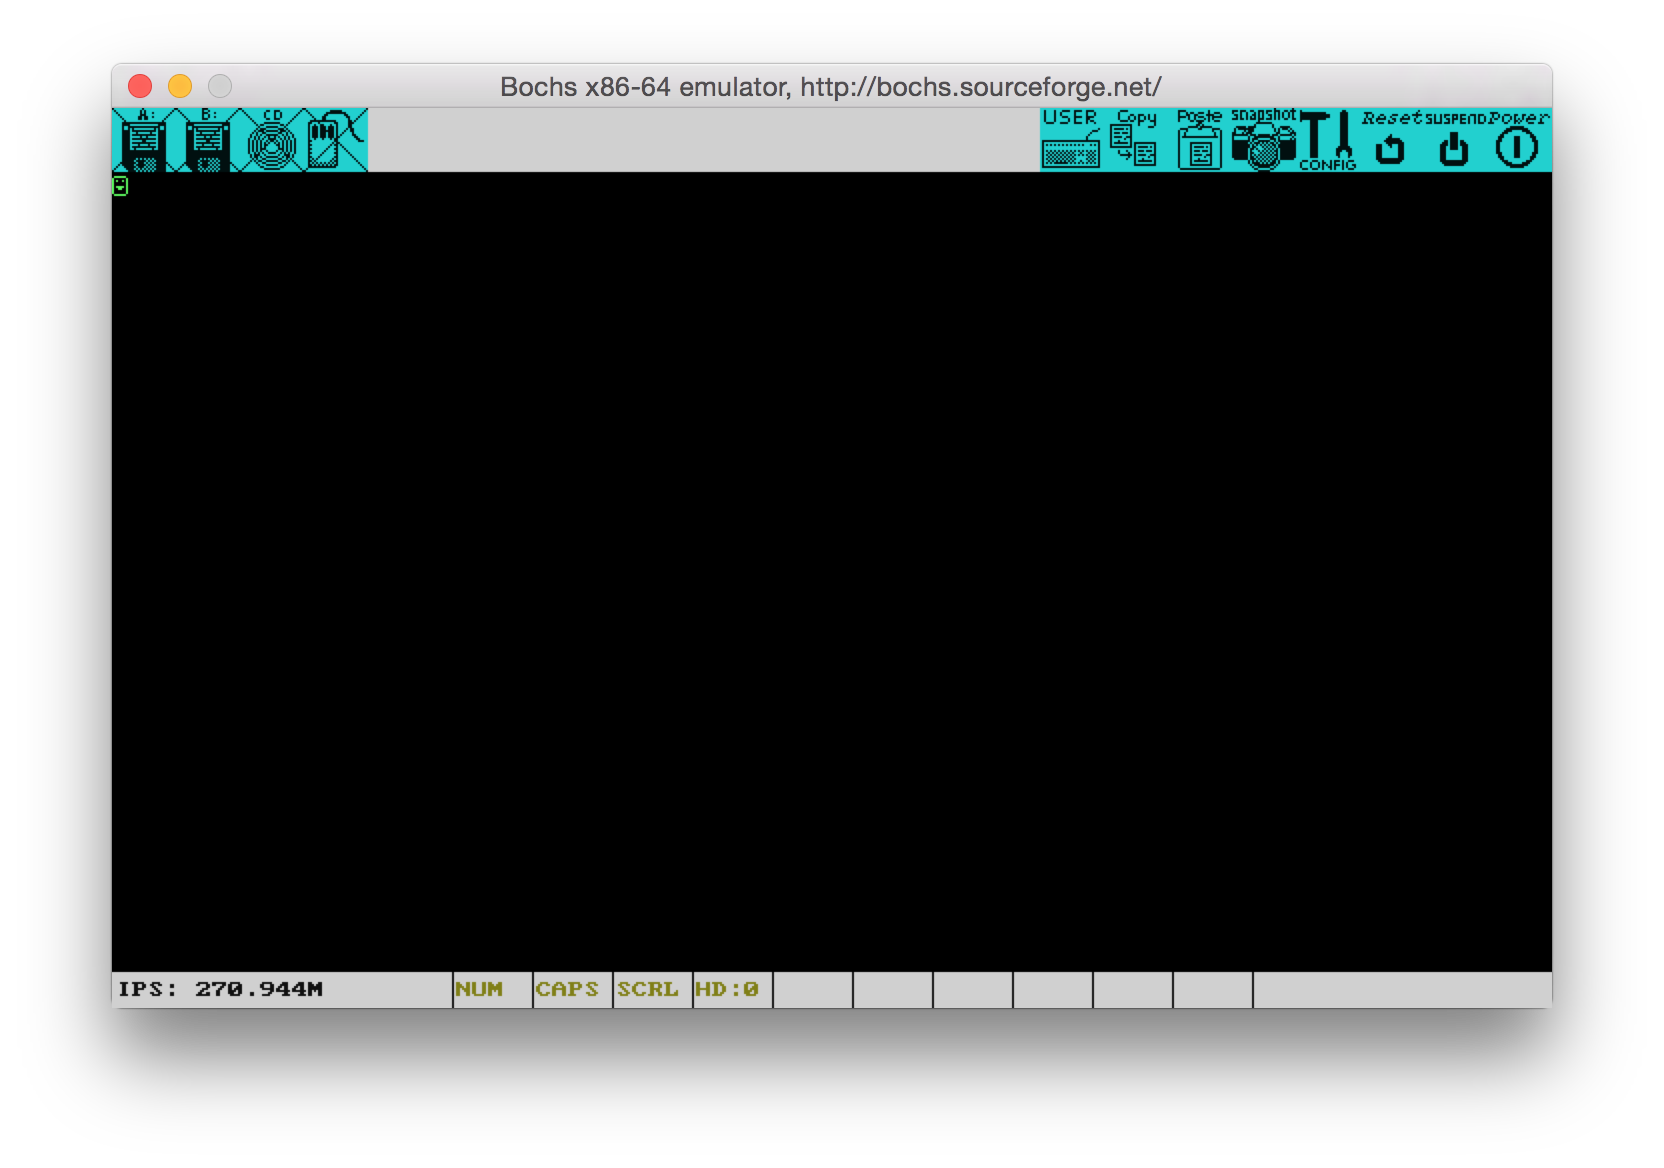 Bochs x86-64 emulator, http://bochs.sourceforge.net/
A: B: CD USER Copy Paste snapshot CONFIG Reset SUSPEND Power
IPS: 270.944M NUM CAPS SCRL HD:0